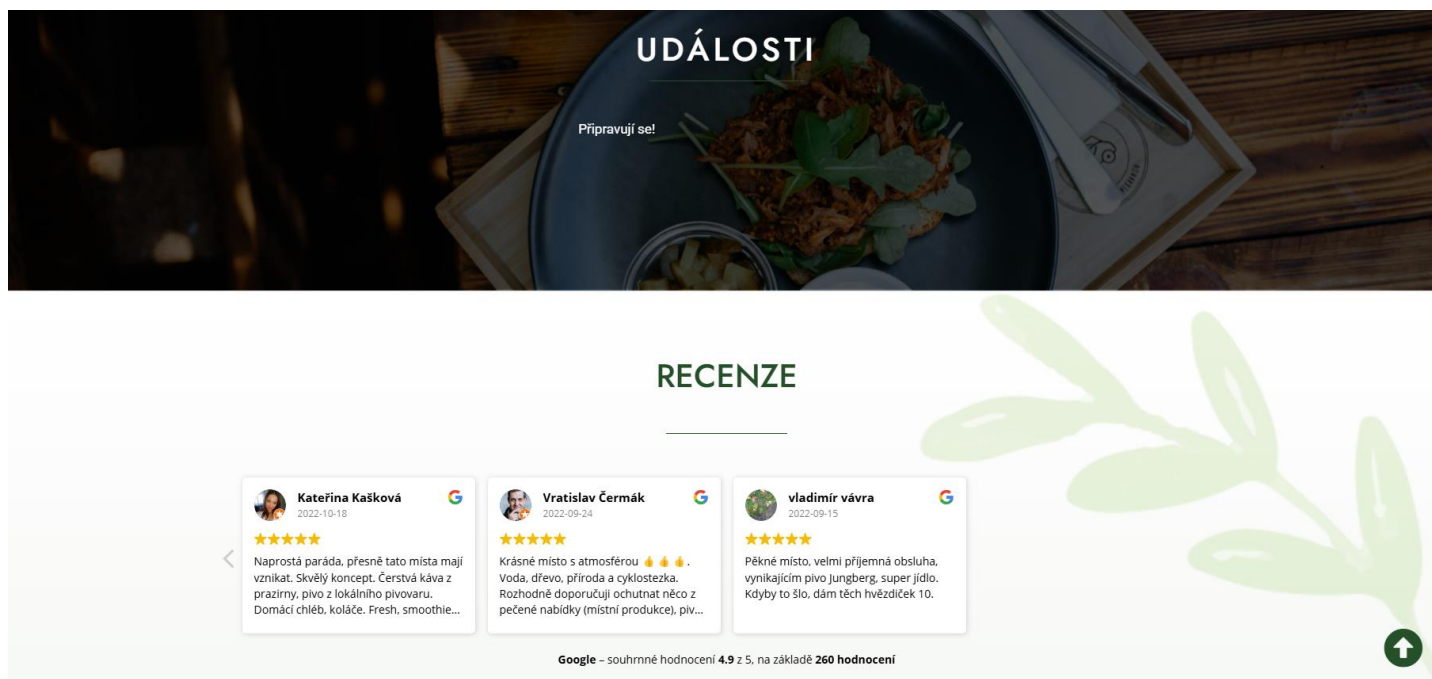 UDÁLOSTI
Připravují se!
RECENZE
Kateřina Kašková
2022-10-18
Naprostá paráda, přesně tato místa mají
vznikat. Skvělý koncept. Čerstvá káva z
prazirny, pivo z lokálního pivovaru.
Domácí chléb, koláče. Fresh, smoothie...
Vratislav Čermák
2022-09-24
Krásné místo s atmosférou 👍 👍 👍 .
Voda, dřevo, příroda a cyklostezka.
Rozhodně doporučuji ochutnat něco z
pečené nabídky (místní produkce), piv...
vladimír vávra
2022-09-15
Pěkné místo, velmi příjemná obsluha,
vynikajícím pivo Jungberg, super jídlo.
Kdyby to šlo, dám těch hvězdiček 10.
Google – souhrnné hodnocení 4.9 z 5, na základě 260 hodnocení